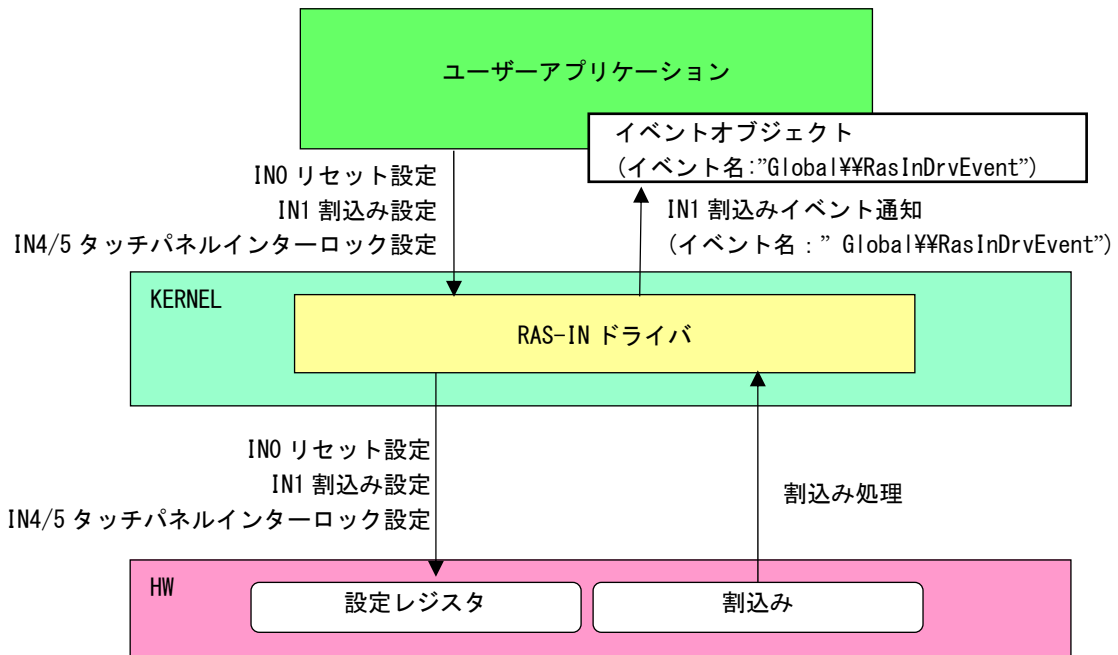 ユーザーアプリケーション
イベントオブジェクト
(イベント名:”Global¥¥RasInDrvEvent”)
IN0 リセット設定
IN1 割込み設定
IN4/5 タッチパネルインターロック設定
IN1 割込みイベント通知
(イベント名:” Global¥¥RasInDrvEvent”)
KERNEL
RAS-IN ドライバ
IN0 リセット設定
IN1 割込み設定
IN4/5 タッチパネルインターロック設定
割込み処理
HW
設定レジスタ
割込み